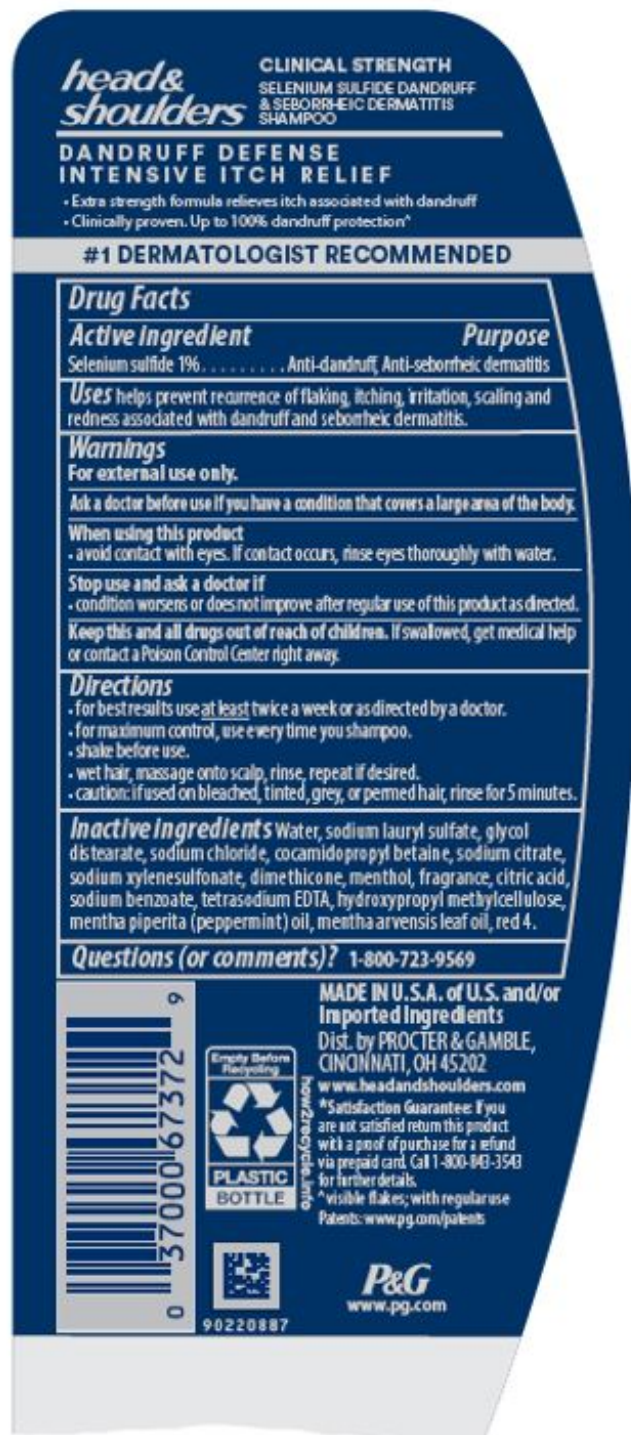 head &
shoulders
CLINICAL STRENGTH
SELENIUM SULFIDE DANDRUFF
& SEBORRHEIC DERMATITIS
SHAMPOO
DANDRUFF DEFENSE
INTENSIVE ITCH RELIEF
• Extra strength formula relieves itch associated with dandruff
• Clinically proven. Up to 100% dandruff protection^
#1 DERMATOLOGIST RECOMMENDED
Drug Facts
Active ingredient Purpose
Selenium sulfide 1% . . . . . . . . . Anti-dandruff, Anti-seborrheic dermatitis
Uses helps prevent recurrence of flaking, itching, irritation, scaling and
redness associated with dandruff and seborrheic dermatitis.
Warnings
For external use only.
Ask a doctor before use if you have a condition that covers a large area of the body.
When using this product
• avoid contact with eyes. If contact occurs, rinse eyes thoroughly with water.
Stop use and ask a doctor if
• condition worsens or does not improve after regular use of this product as directed.
Keep this and all drugs out of reach of children. If swallowed, get medical help
or contact a Poison Control Center right away.
Directions
• for best results use at least twice a week or as directed by a doctor.
• for maximum control, use every time you shampoo.
• shake before use.
• wet hair, massage onto scalp, rinse, repeat if desired.
• caution: if used on bleached, tinted, grey, or permed hair, rinse for 5 minutes.
Inactive ingredients Water, sodium lauryl sulfate, glycol
distearate, sodium chloride, cocamidopropyl betaine, sodium citrate,
sodium xylenesulfonate, dimethicone, menthol, fragrance, citric acid,
sodium benzoate, tetrasodium EDTA, hydroxypropyl methylcellulose,
mentha piperita (peppermint) oil, mentha arvensis leaf oil, red 4.
Questions (or comments)? 1-800-723-9569
0 37000 67372 9
Empty Before
Recycling
PLASTIC
BOTTLE
how2recycle.info
90220887
MADE IN U.S.A. of U.S. and/or
Imported Ingredients
Dist. by PROCTER & GAMBLE,
CINCINNATI, OH 45202
www.headandshoulders.com
*Satisfaction Guarantee: If you
are not satisfied return this product
with a proof of purchase for a refund
via prepaid card. Call 1-800-843-3543
for further details.
^visible flakes; with regular use
Patents: www.pg.com/patents
P&G
www.pg.com